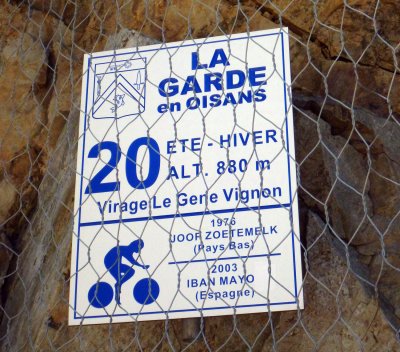 LA
GARDE
en OISANS
20
ETE - HIVER
ALT. 880 m
Virage Le Gene Vignon
1976
JOOP ZOETEMELK
(Pays Bas)
2003
IBAN MAYO
(Espagne)